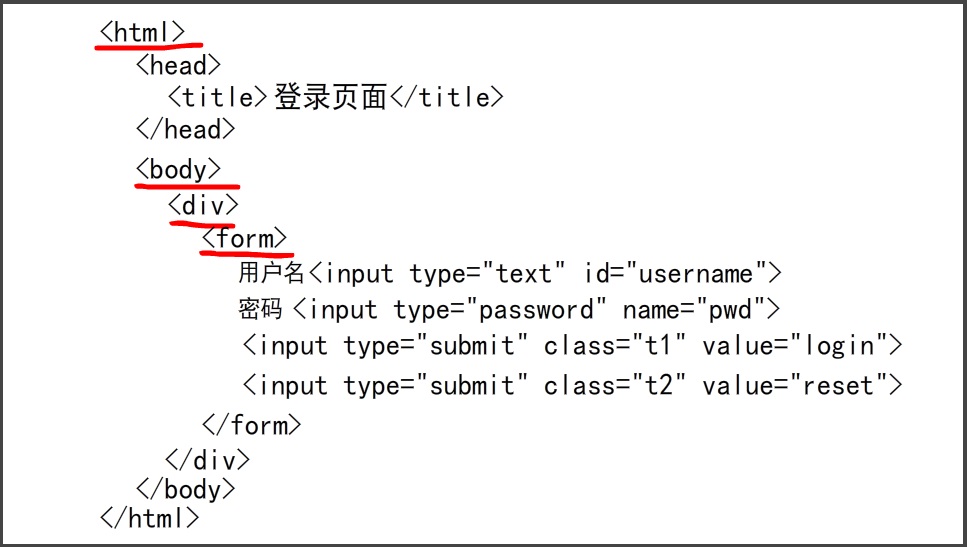 <html>
<head>
<title>登录页面</title>
</head>
<body>
<div>
<form>
用户名<input type="text" id="username">
密码<input type="password" name="pwd">
<input type="submit" class="t1" value="login">
<input type="submit" class="t2" value="reset">
</form>
</div>
</body>
</html>